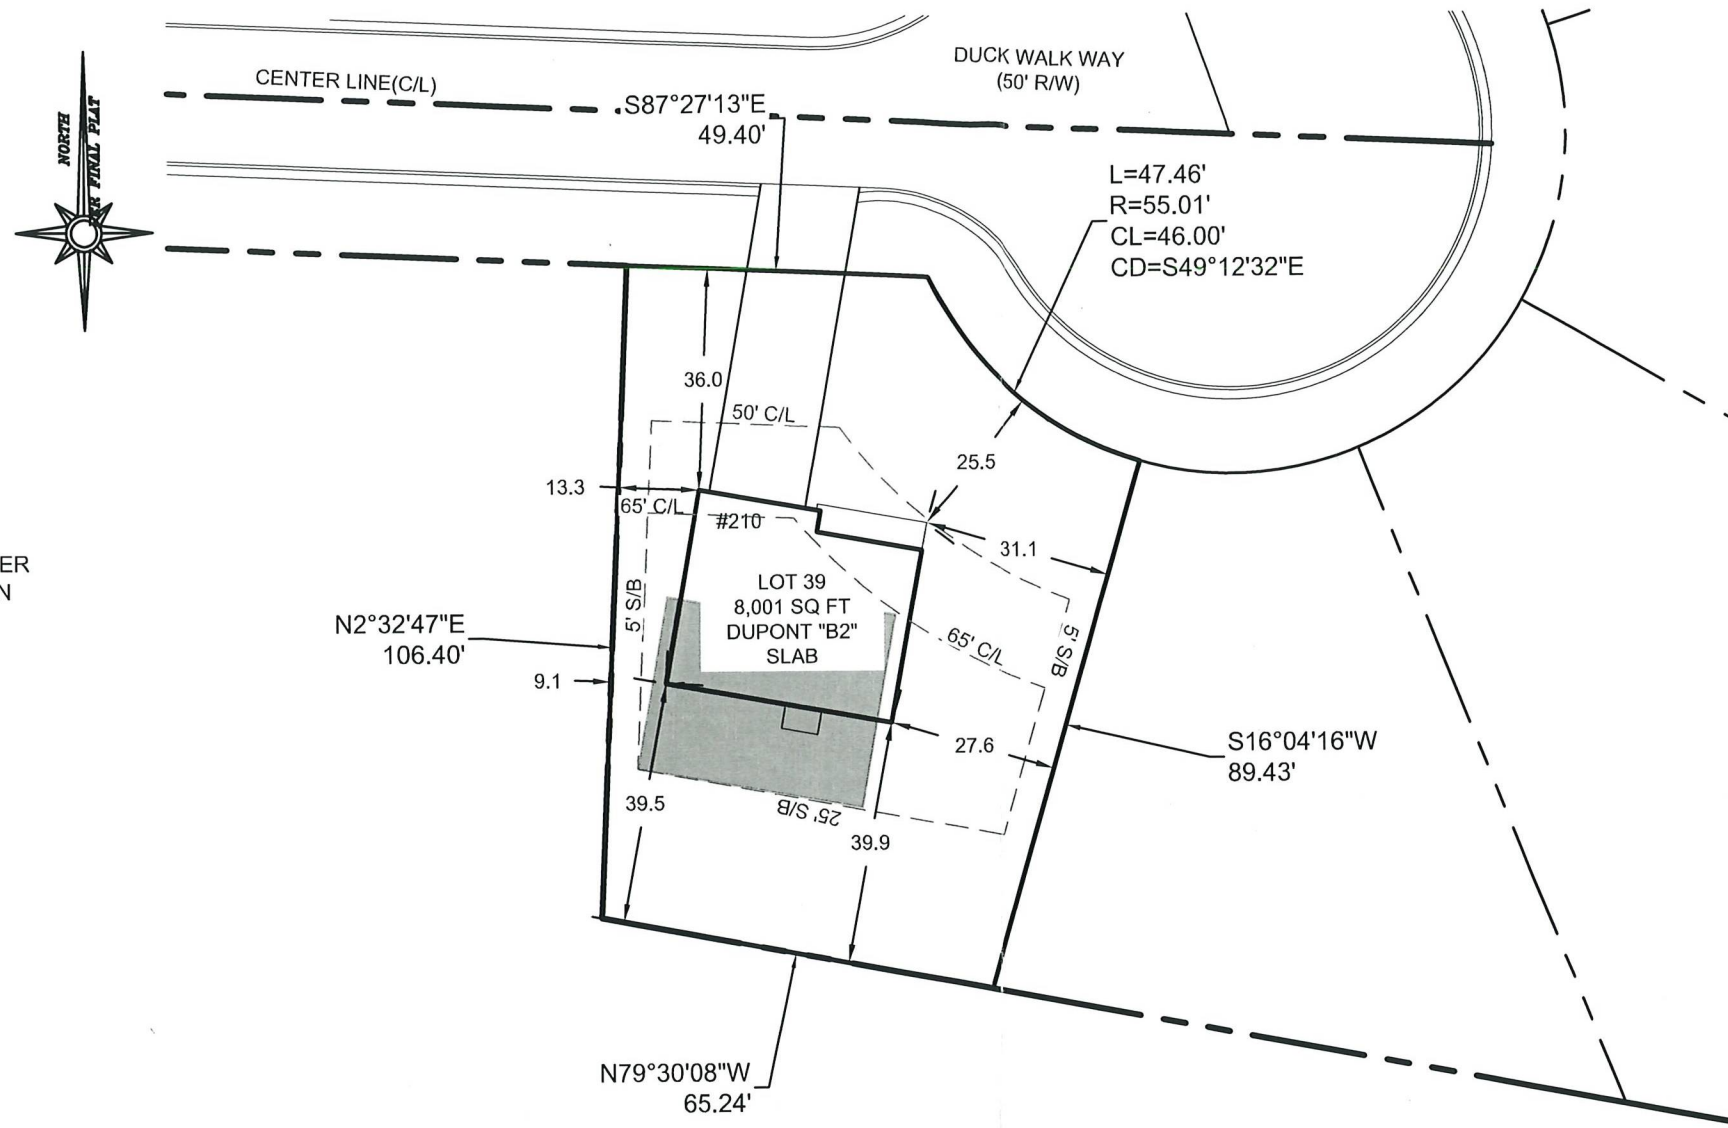 CENTER LINE(C/L)
DUCK WALK WAY
(50' R/W)
NORTH
PER FINAL PLAT
S87°27'13"E
49.40'
L=47.46'
R=55.01'
CL=46.00'
CD=S49°12'32"E
36.0
50' C/L
25.5
13.3
65' C/L
#210
31.1
ER
N
LOT 39
8,001 SQ FT
DUPONT "B2"
SLAB
5' S/B
5' S/B
65' C/L
N2°32'47"E
106.40'
9.1
27.6
S16°04'16"W
89.43'
39.5
25' S/B
39.9
N79°30'08"W
65.24'